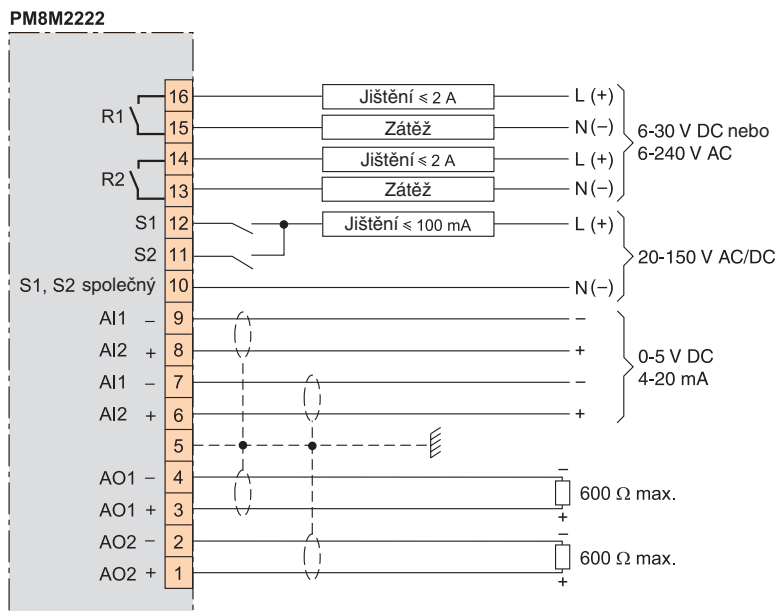 PM8M2222
R1
16 Jištění ≤ 2 A L (+)
15 Zátěž N (−)
6-30 V DC nebo
6-240 V AC
R2
14 Jištění ≤ 2 A L (+)
13 Zátěž N (−)
S1 12 Jištění ≤ 100 mA L (+)
S2 11
S1, S2 společný 10 N (−)
20-150 V AC/DC
AI1 − 9 −
AI2 + 8 +
AI1 − 7 −
AI2 + 6 +
0-5 V DC
4-20 mA
5
AO1 − 4 −
AO1 + 3 +
600 Ω max.
AO2 − 2 −
AO2 + 1 +
600 Ω max.